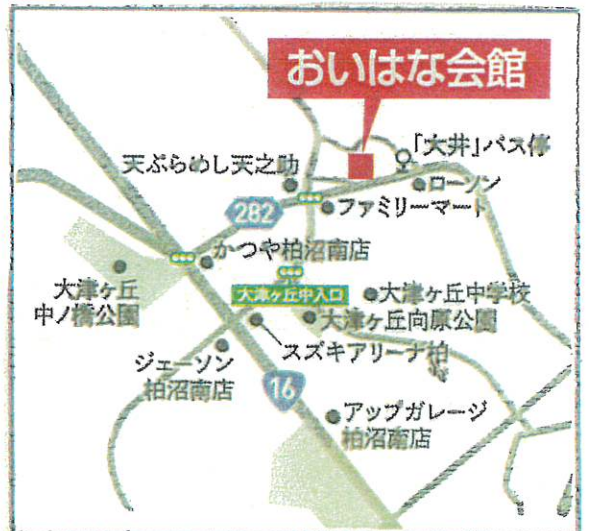 おいはな会館
「大井」バス停
天ぷらめし天之助
ローソン
ファミリーマート
282
かつや柏沼南店
大津ヶ丘
中ノ橋公園
大津ヶ丘中入口
大津ヶ丘中学校
大津ヶ丘向原公園
スズキアリーナ柏
ジェーソン
柏沼南店
16
アップガレージ
柏沼南店